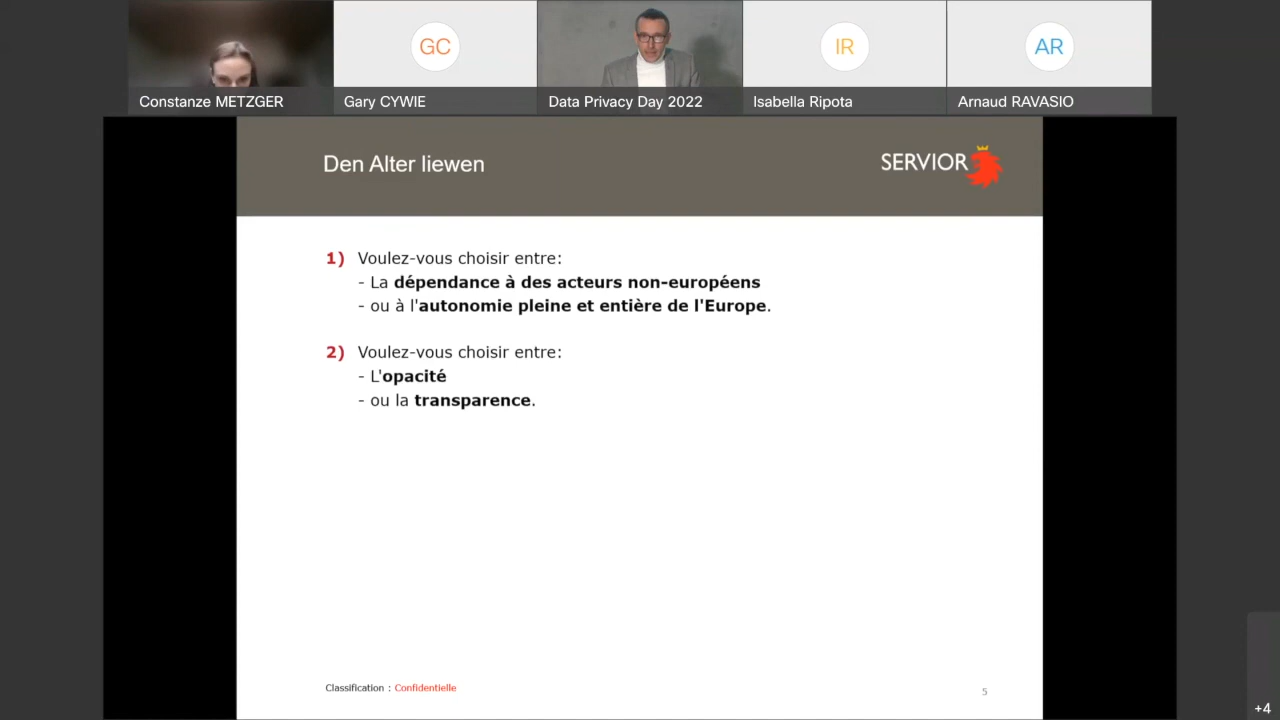 GC
IR
AR
Constanze METZGER
Gary CYWIE
Data Privacy Day 2022
Isabella Ripota
Arnaud RAVASIO
Den Alter liewen
SERVIOR
1) Voulez-vous choisir entre:
- La dépendance à des acteurs non-européens
- ou à l'autonomie pleine et entière de l'Europe.
2) Voulez-vous choisir entre:
- L'opacité
- ou la transparence.
Classification : Confidentielle
5
+4